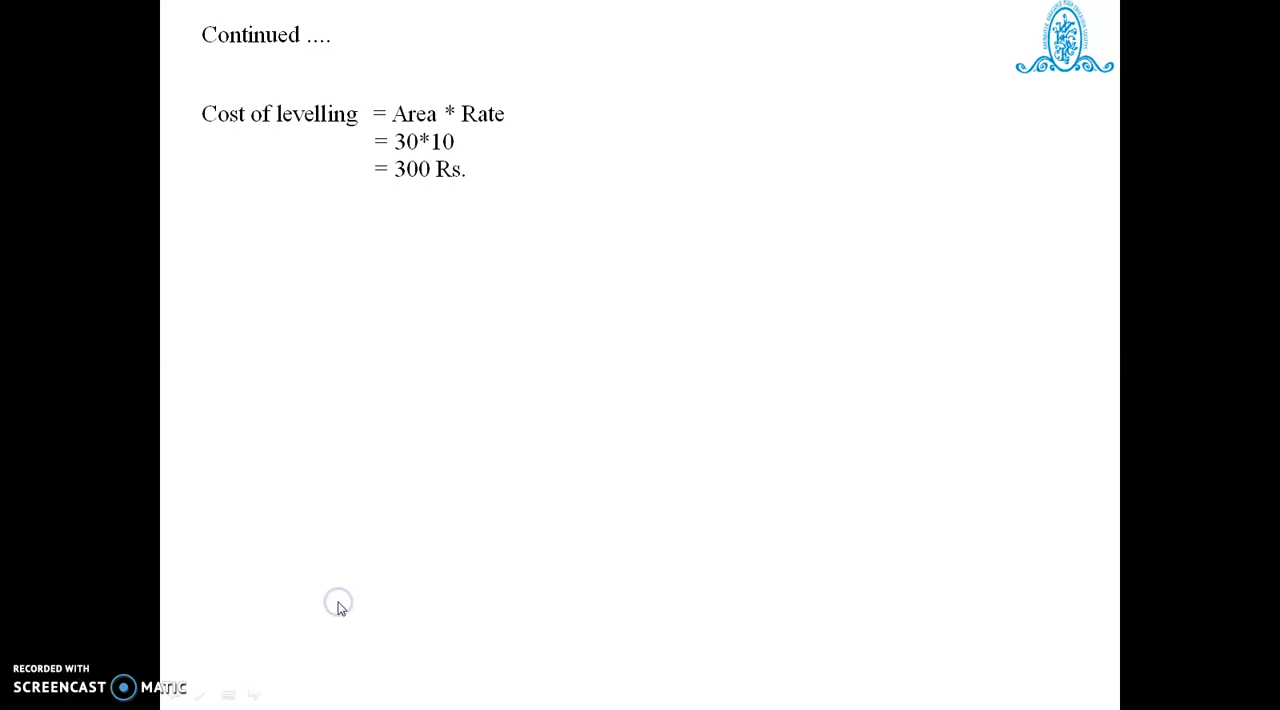 Continued ....
Cost of levelling = Area * Rate
= 30*10
= 300 Rs.
RECORDED WITH
SCREENCAST MATIC